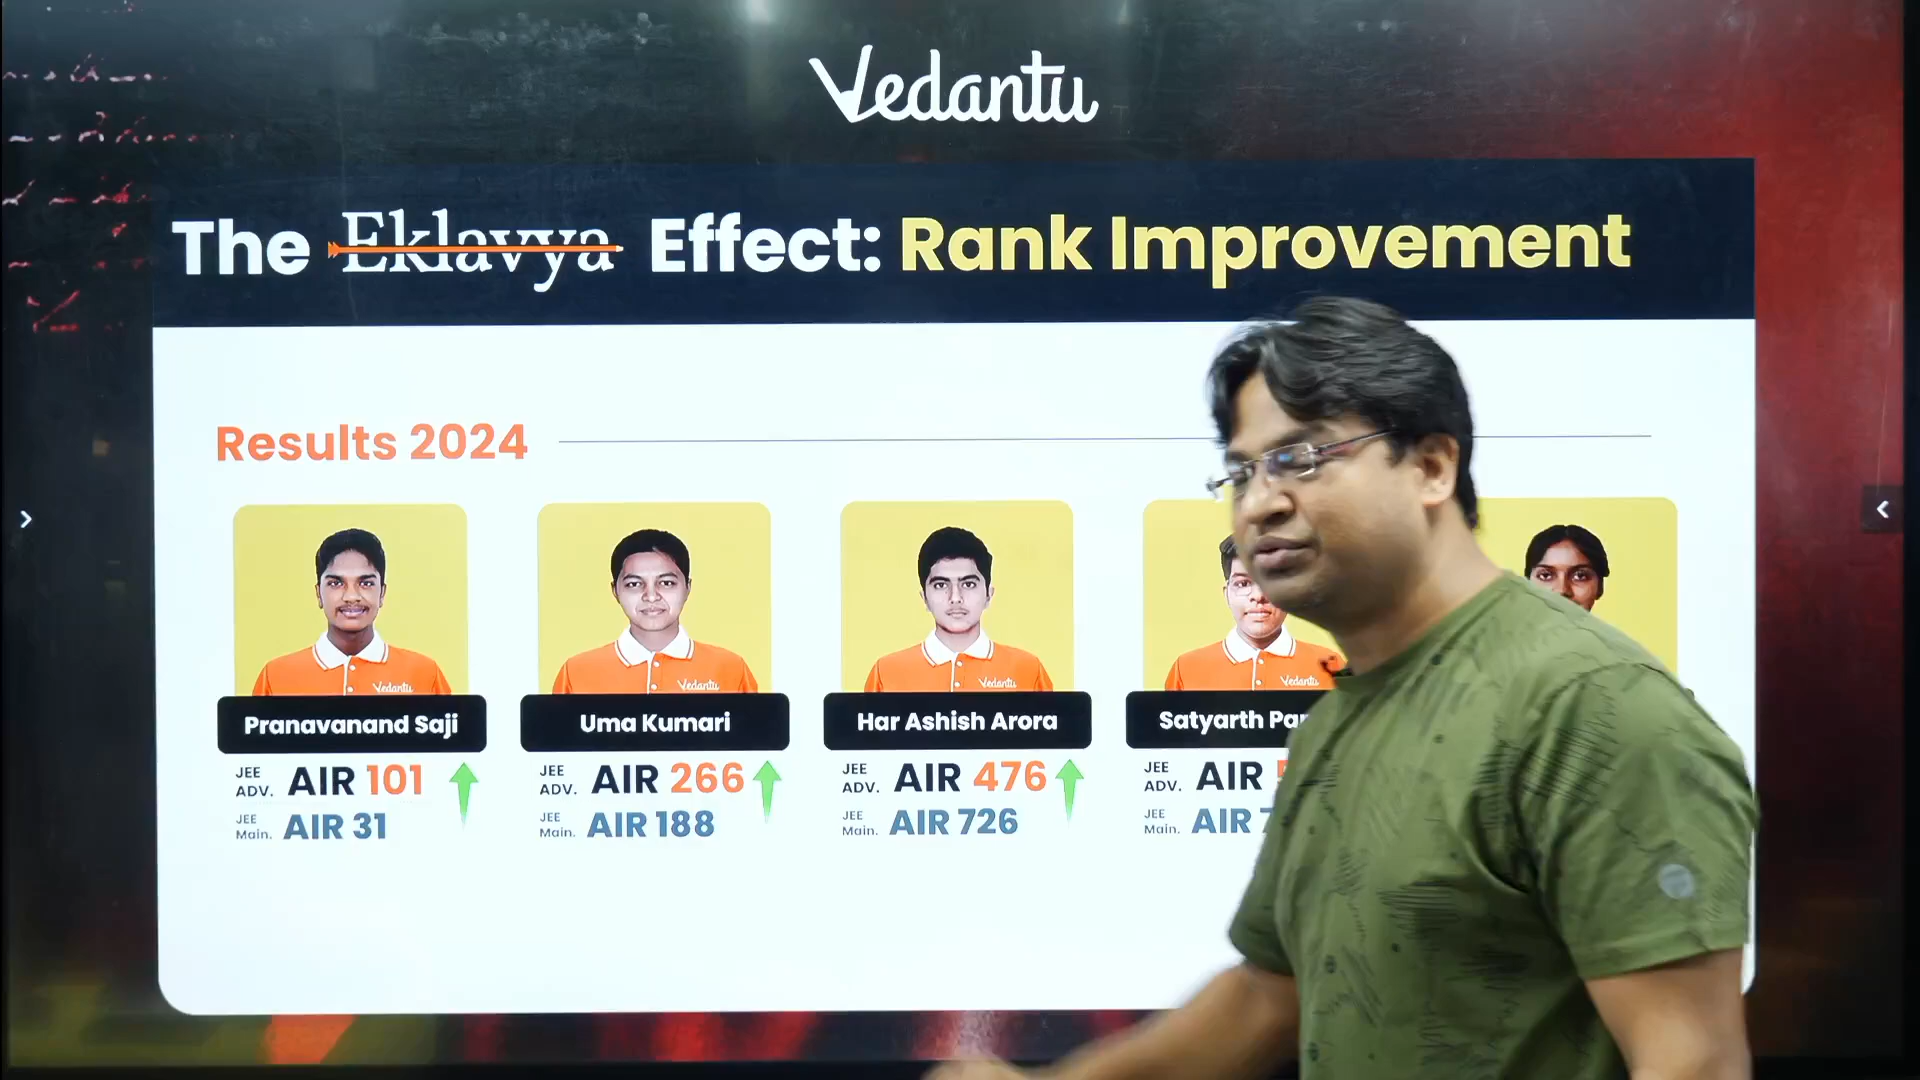 Vedantu
The Eklavya Effect: Rank Improvement
Results 2024
Vedantu Vedantu Vedantu Vedantu
Pranavanand Saji Uma Kumari Har Ashish Arora Satyarth
JEE ADV. AIR 101 JEE ADV. AIR 266 JEE ADV. AIR 476 JEE ADV. AIR
JEE Main. AIR 31 JEE Main. AIR 188 JEE Main. AIR 726 JEE Main. AIR